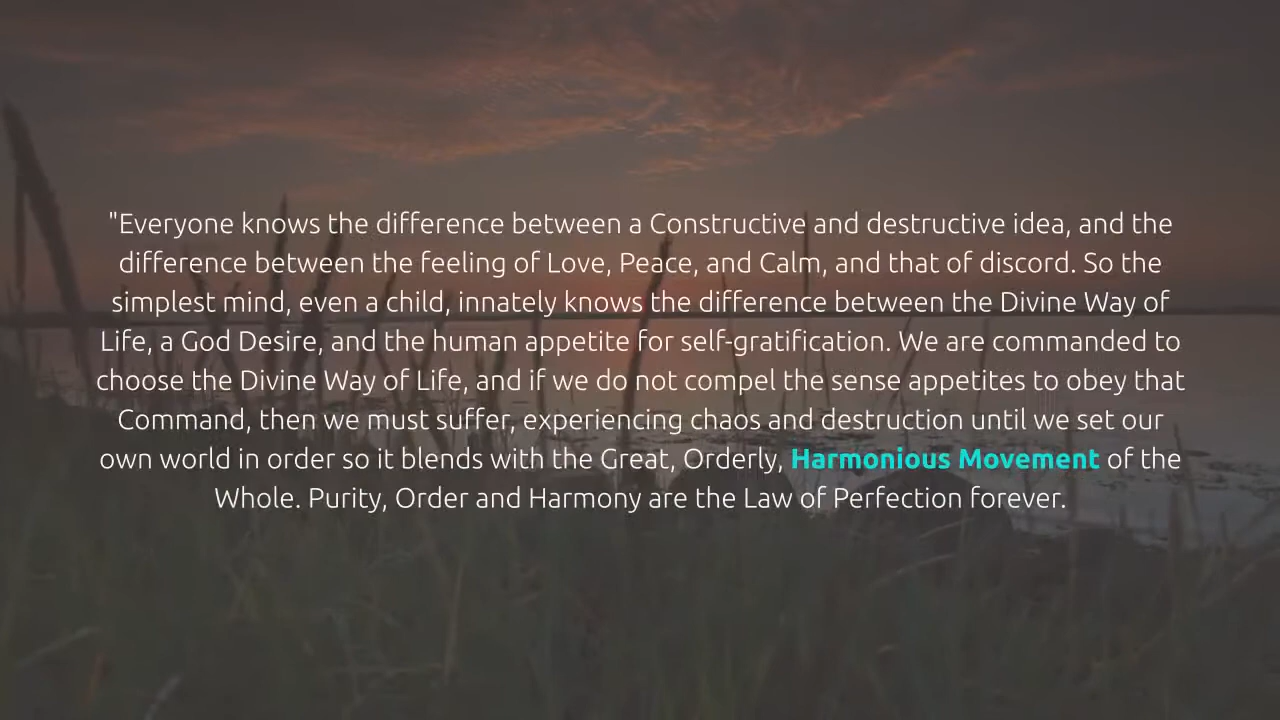 "Everyone knows the difference between a Constructive and destructive idea, and the
difference between the feeling of Love, Peace, and Calm, and that of discord. So the
simplest mind, even a child, innately knows the difference between the Divine Way of
Life, a God Desire, and the human appetite for self-gratification. We are commanded to
choose the Divine Way of Life, and if we do not compel the sense appetites to obey that
Command, then we must suffer, experiencing chaos and destruction until we set our
own world in order so it blends with the Great, Orderly, Harmonious Movement of the
Whole. Purity, Order and Harmony are the Law of Perfection forever.